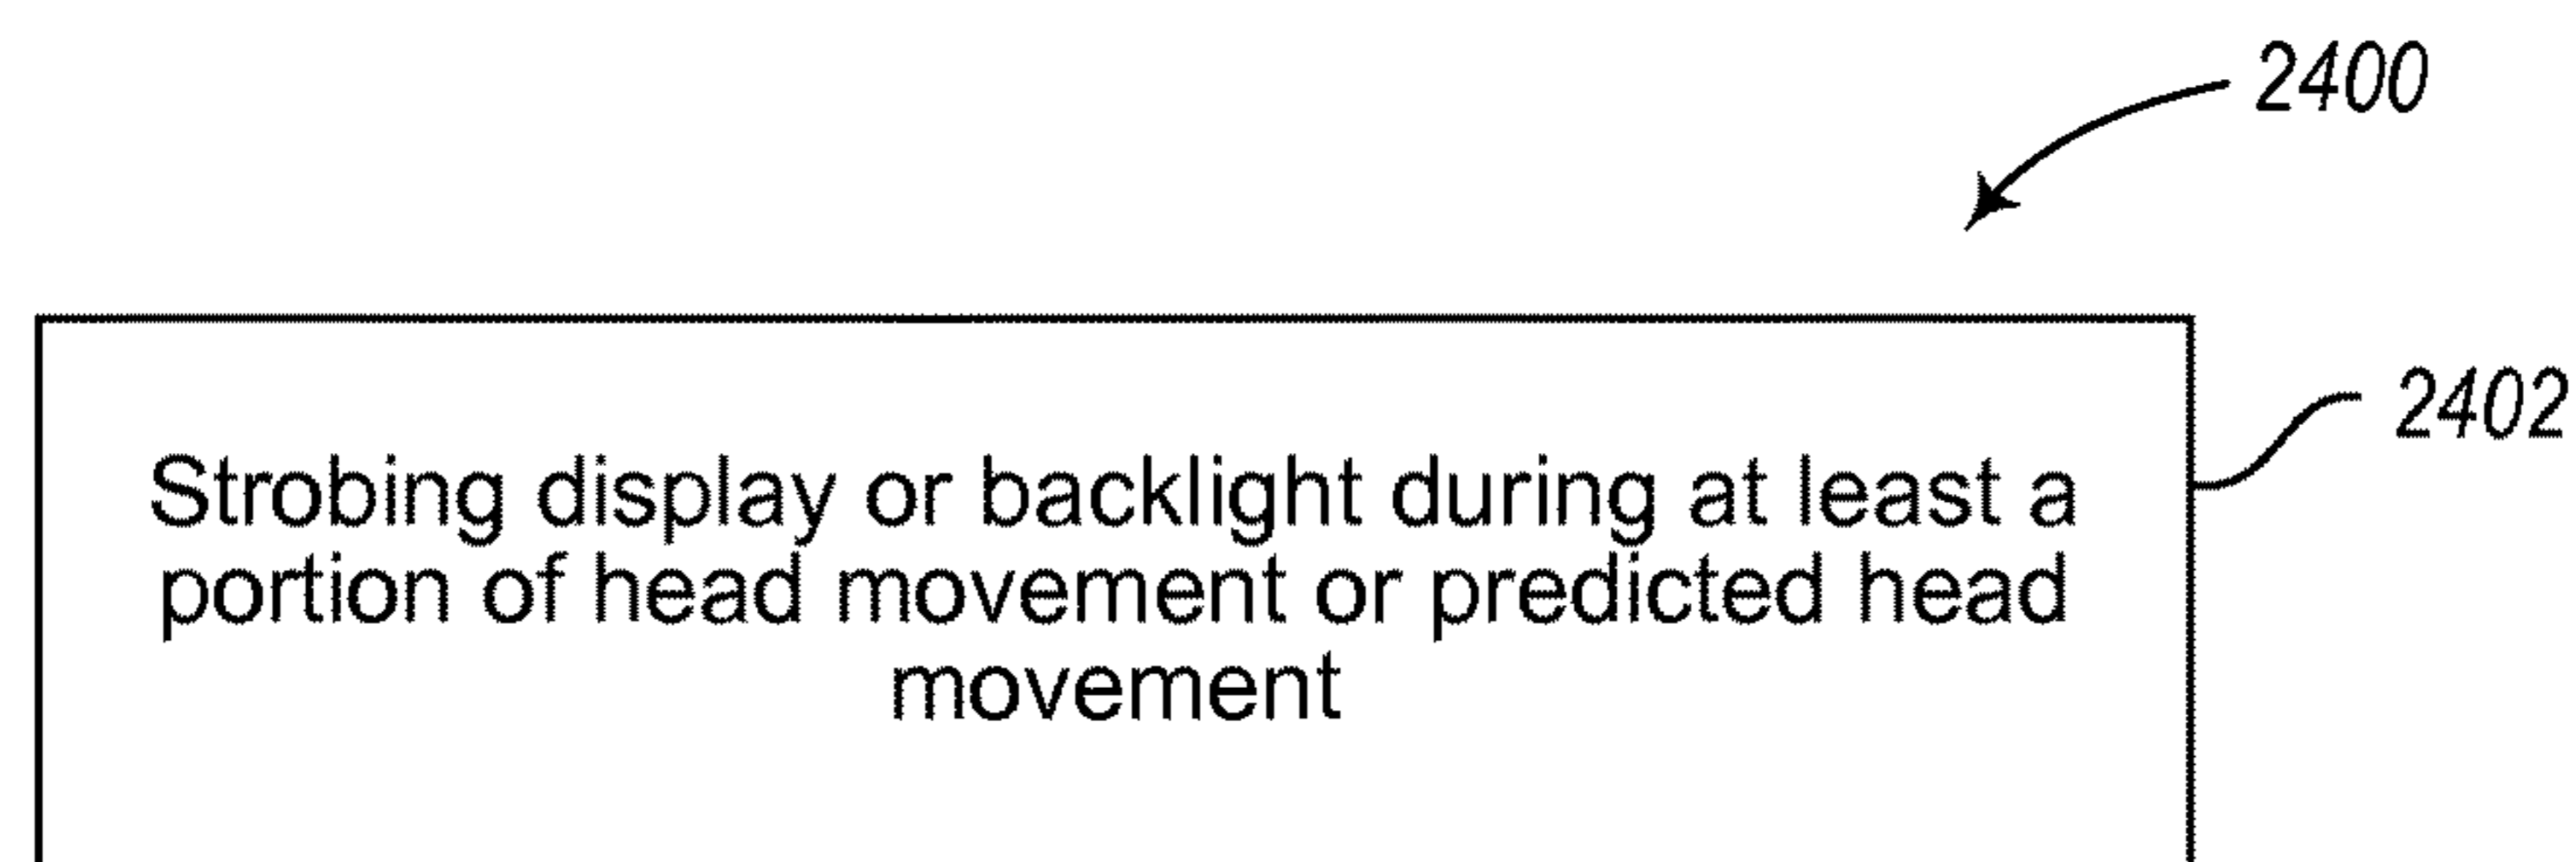 2400
2402
Strobing display or backlight during at least a
portion of head movement or predicted head
movement